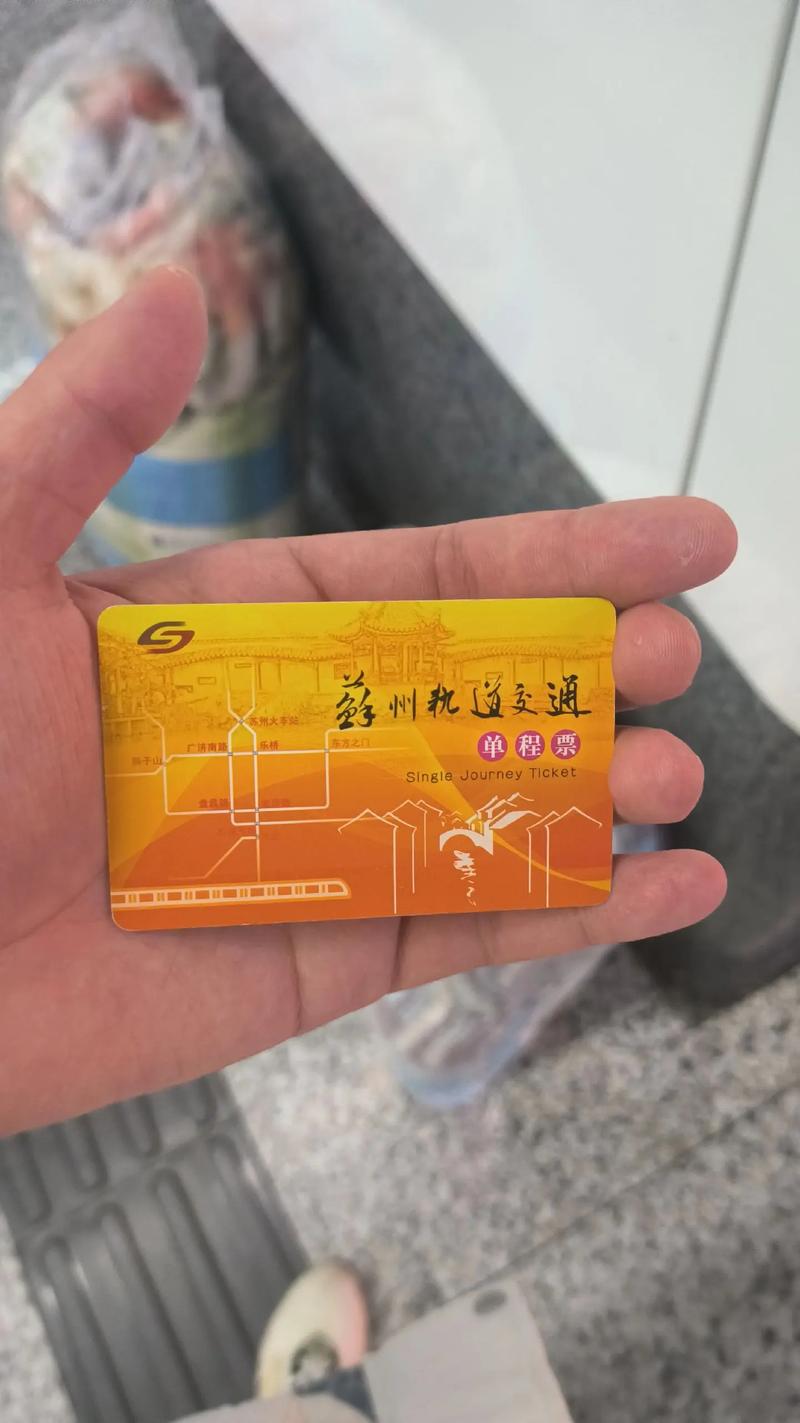 蘇州軌道交通
单程票
Single Journey Ticket
苏州火车站
广济南路 乐桥 东方之门
狮子山